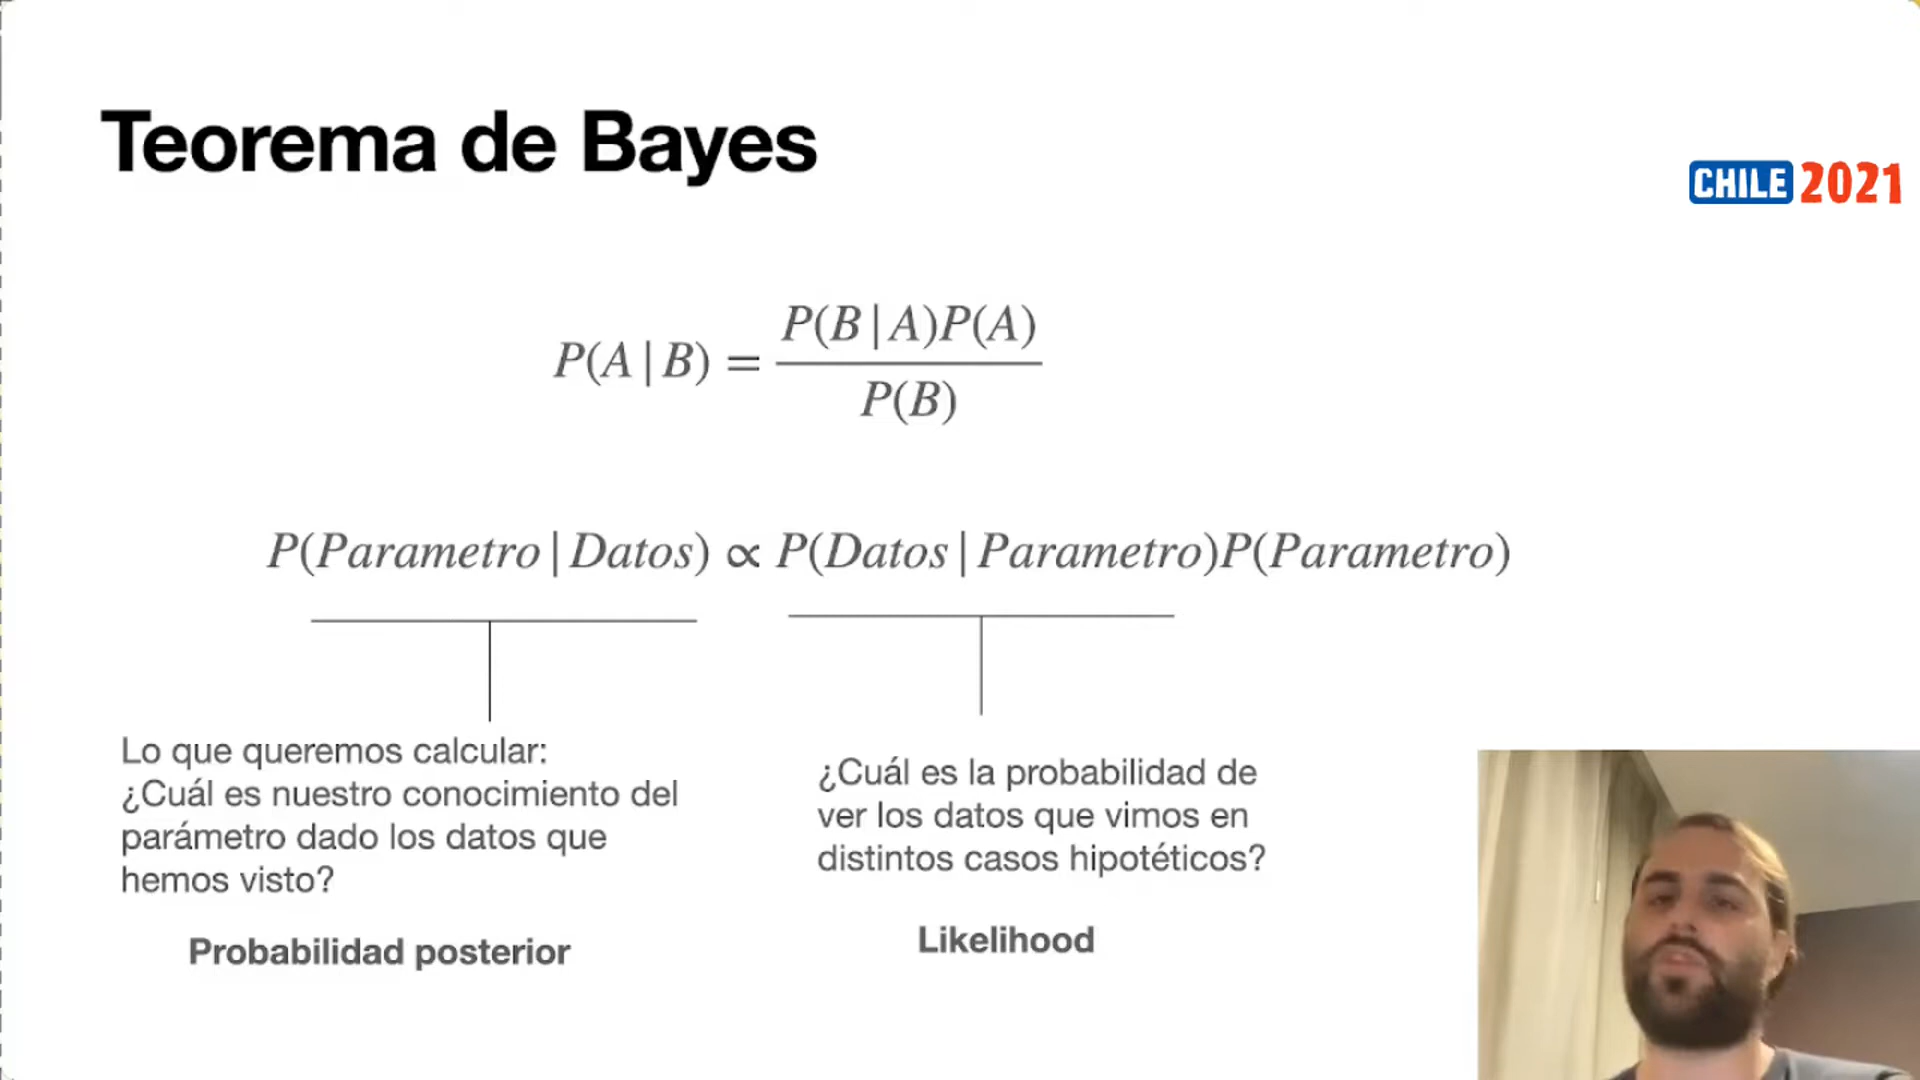 Teorema de Bayes
CHILE 2021
P(A|B) = P(B|A)P(A) / P(B)
P(Parametro|Datos) ∝ P(Datos|Parametro)P(Parametro)
Lo que queremos calcular:
¿Cuál es nuestro conocimiento del
parámetro dado los datos que
hemos visto?
Probabilidad posterior
¿Cuál es la probabilidad de
ver los datos que vimos en
distintos casos hipotéticos?
Likelihood